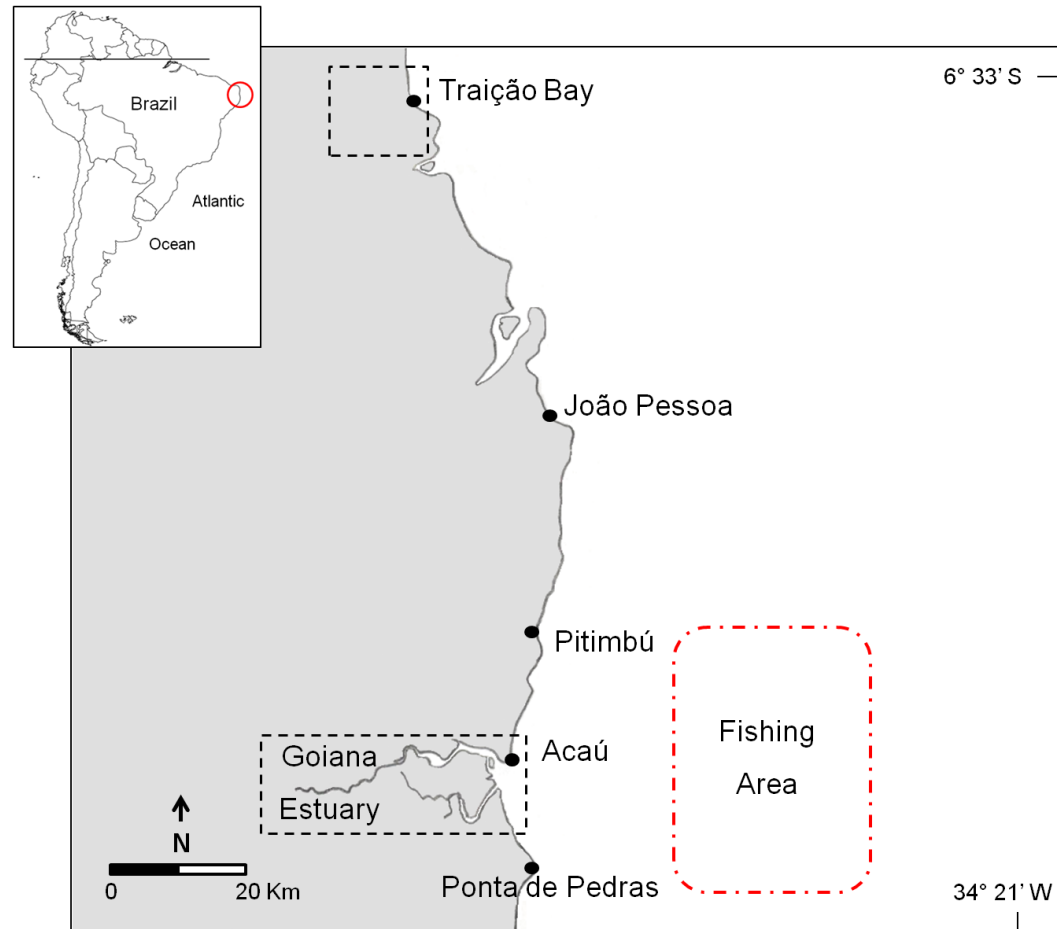 Brazil
Atlantic
Ocean
Traição Bay
6° 33' S
João Pessoa
Pitimbú
Fishing
Area
Acaú
Goiana
Estuary
N
0 20 Km
Ponta de Pedras
34° 21' W